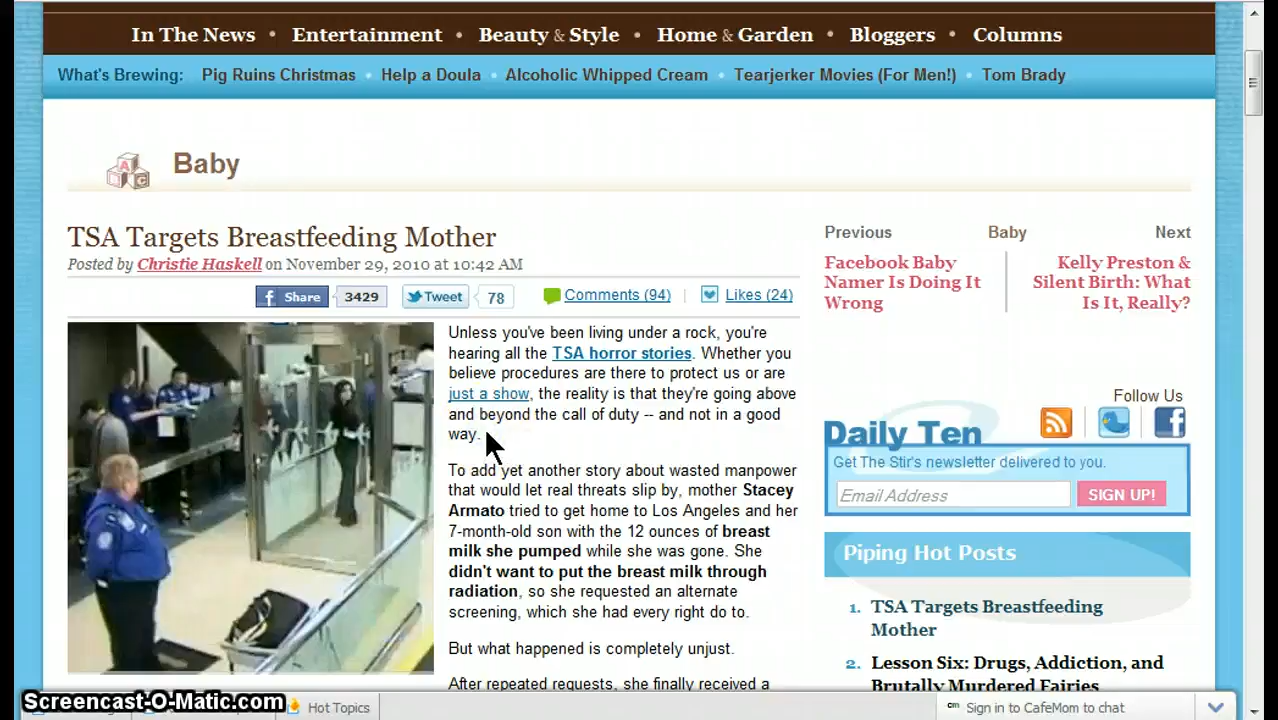 In The News • Entertainment • Beauty & Style • Home & Garden • Bloggers • Columns
What's Brewing: Pig Ruins Christmas • Help a Doula • Alcoholic Whipped Cream • Tearjerker Movies (For Men!) • Tom Brady
Baby
TSA Targets Breastfeeding Mother
Posted by Christie Haskell on November 29, 2010 at 10:42 AM
Share 3429 Tweet 78 Comments (94) | Likes (24)
Unless you've been living under a rock, you're
hearing all the TSA horror stories. Whether you
believe procedures are there to protect us or are
just a show, the reality is that they're going above
and beyond the call of duty -- and not in a good
way.
To add yet another story about wasted manpower
that would let real threats slip by, mother Stacey
Armato tried to get home to Los Angeles and her
7-month-old son with the 12 ounces of breast
milk she pumped while she was gone. She
didn't want to put the breast milk through
radiation, so she requested an alternate
screening, which she had every right do to.
But what happened is completely unjust.
After repeated requests, she finally received a
Previous Baby Next
Facebook Baby
Namer Is Doing It
Wrong
Kelly Preston &
Silent Birth: What
Is It, Really?
Follow Us
Daily Ten
Get The Stir's newsletter delivered to you.
Email Address SIGN UP!
Piping Hot Posts
1. TSA Targets Breastfeeding
Mother
2. Lesson Six: Drugs, Addiction, and
Brutally Murdered Fairies
Screencast-O-Matic.com
Hot Topics
cm Sign in to CafeMom to chat